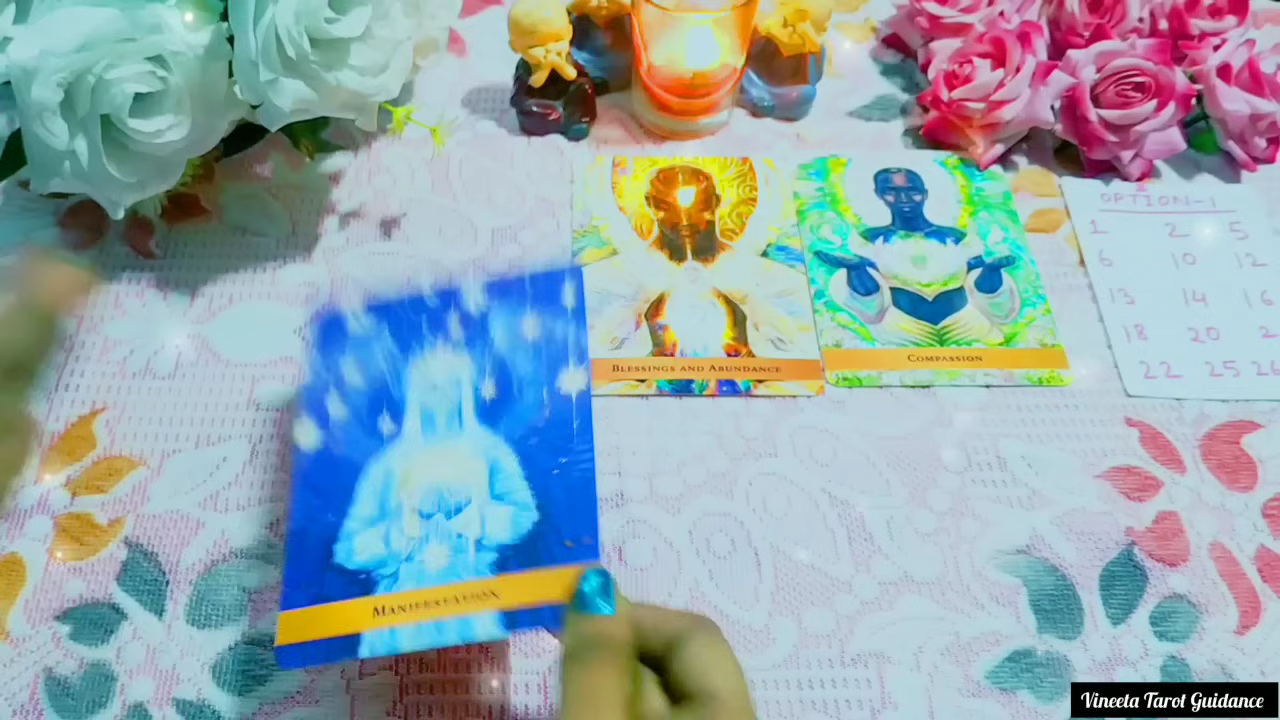 OPTION-1
1 2 5
6 10 12
13 14 16
18 20
22 25 26
BLESSINGS AND ABUNDANCE
COMPASSION
MANIFESTATION
Vineeta Tarot Guidance